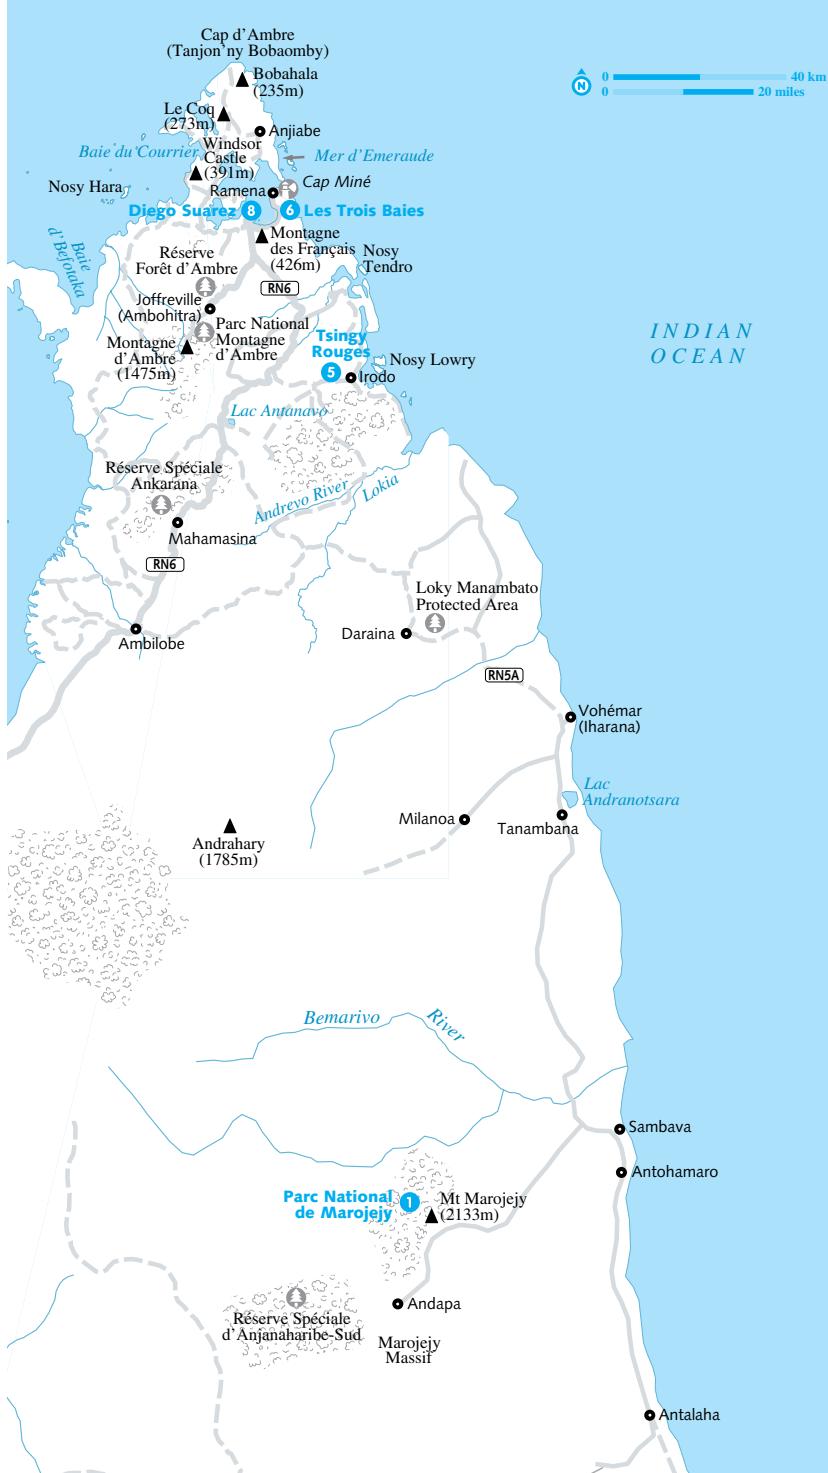 Cap d’Ambre
(Tanjon’ny Bobaomby)
Bobahala
(235m)
0 40 km
N
0 20 miles
Le Coq
(273m)
Anjiabe
Windsor
Castle
(391m)
Baie du Courrier
Mer d’Emeraude
Nosy Hara
Ramena
Cap Miné
Diego Suarez 8
6 Les Trois Baies
Montagne
des Français
(426m)
Baie
d’Befotaka
Réserve
Forêt d’Ambre
Nosy
Tendro
RN6
Joffreville
(Ambohitra)
Parc National
Montagne
d’Ambre
Montagne
d’Ambre
(1475m)
INDIAN
OCEAN
Tsingy
Rouges
5
Nosy Lowry
Irodo
Lac Antanavo
Réserve Spéciale
Ankarana
Andrevo River
Lokia
Mahamasina
RN6
Loky Manambato
Protected Area
Daraina
Ambilobe
RN5A
Vohémar
(Iharana)
Lac
Andranotsara
Milanoa
Tanambana
Andrahary
(1785m)
Bemarivo River
Sambava
Antohamaro
Parc National
de Marojejy
1
Mt Marojejy
(2133m)
Andapa
Réserve Spéciale
d’Anjanaharibe-Sud
Marojejy
Massif
Antalaha